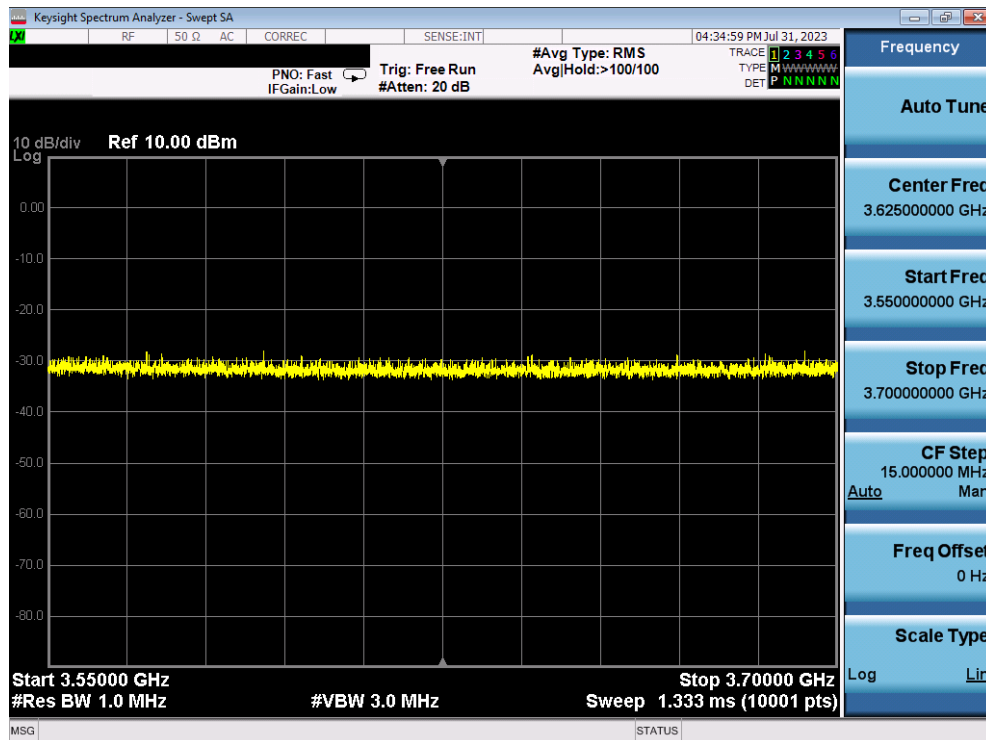 Keysight Spectrum Analyzer - Swept SA
LXI RF 50 Ω AC CORREC SENSE:INT 04:34:59 PM Jul 31, 2023
PNO: Fast
IFGain:Low
Trig: Free Run
#Atten: 20 dB
#Avg Type: RMS
Avg|Hold:>100/100
TRACE 1 2 3 4 5 6
TYPE M WWWWW
DET P N N N N N
10 dB/div Ref 10.00 dBm
Log
0.00
-10.0
-20.0
-30.0
-40.0
-50.0
-60.0
-70.0
-80.0
Start 3.55000 GHz Stop 3.70000 GHz
#Res BW 1.0 MHz #VBW 3.0 MHz Sweep 1.333 ms (10001 pts)
MSG STATUS
Frequency
Auto Tune
Center Freq
3.625000000 GHz
Start Freq
3.550000000 GHz
Stop Freq
3.700000000 GHz
CF Step
15.000000 MHz
Auto Man
Freq Offset
0 Hz
Scale Type
Log Lin